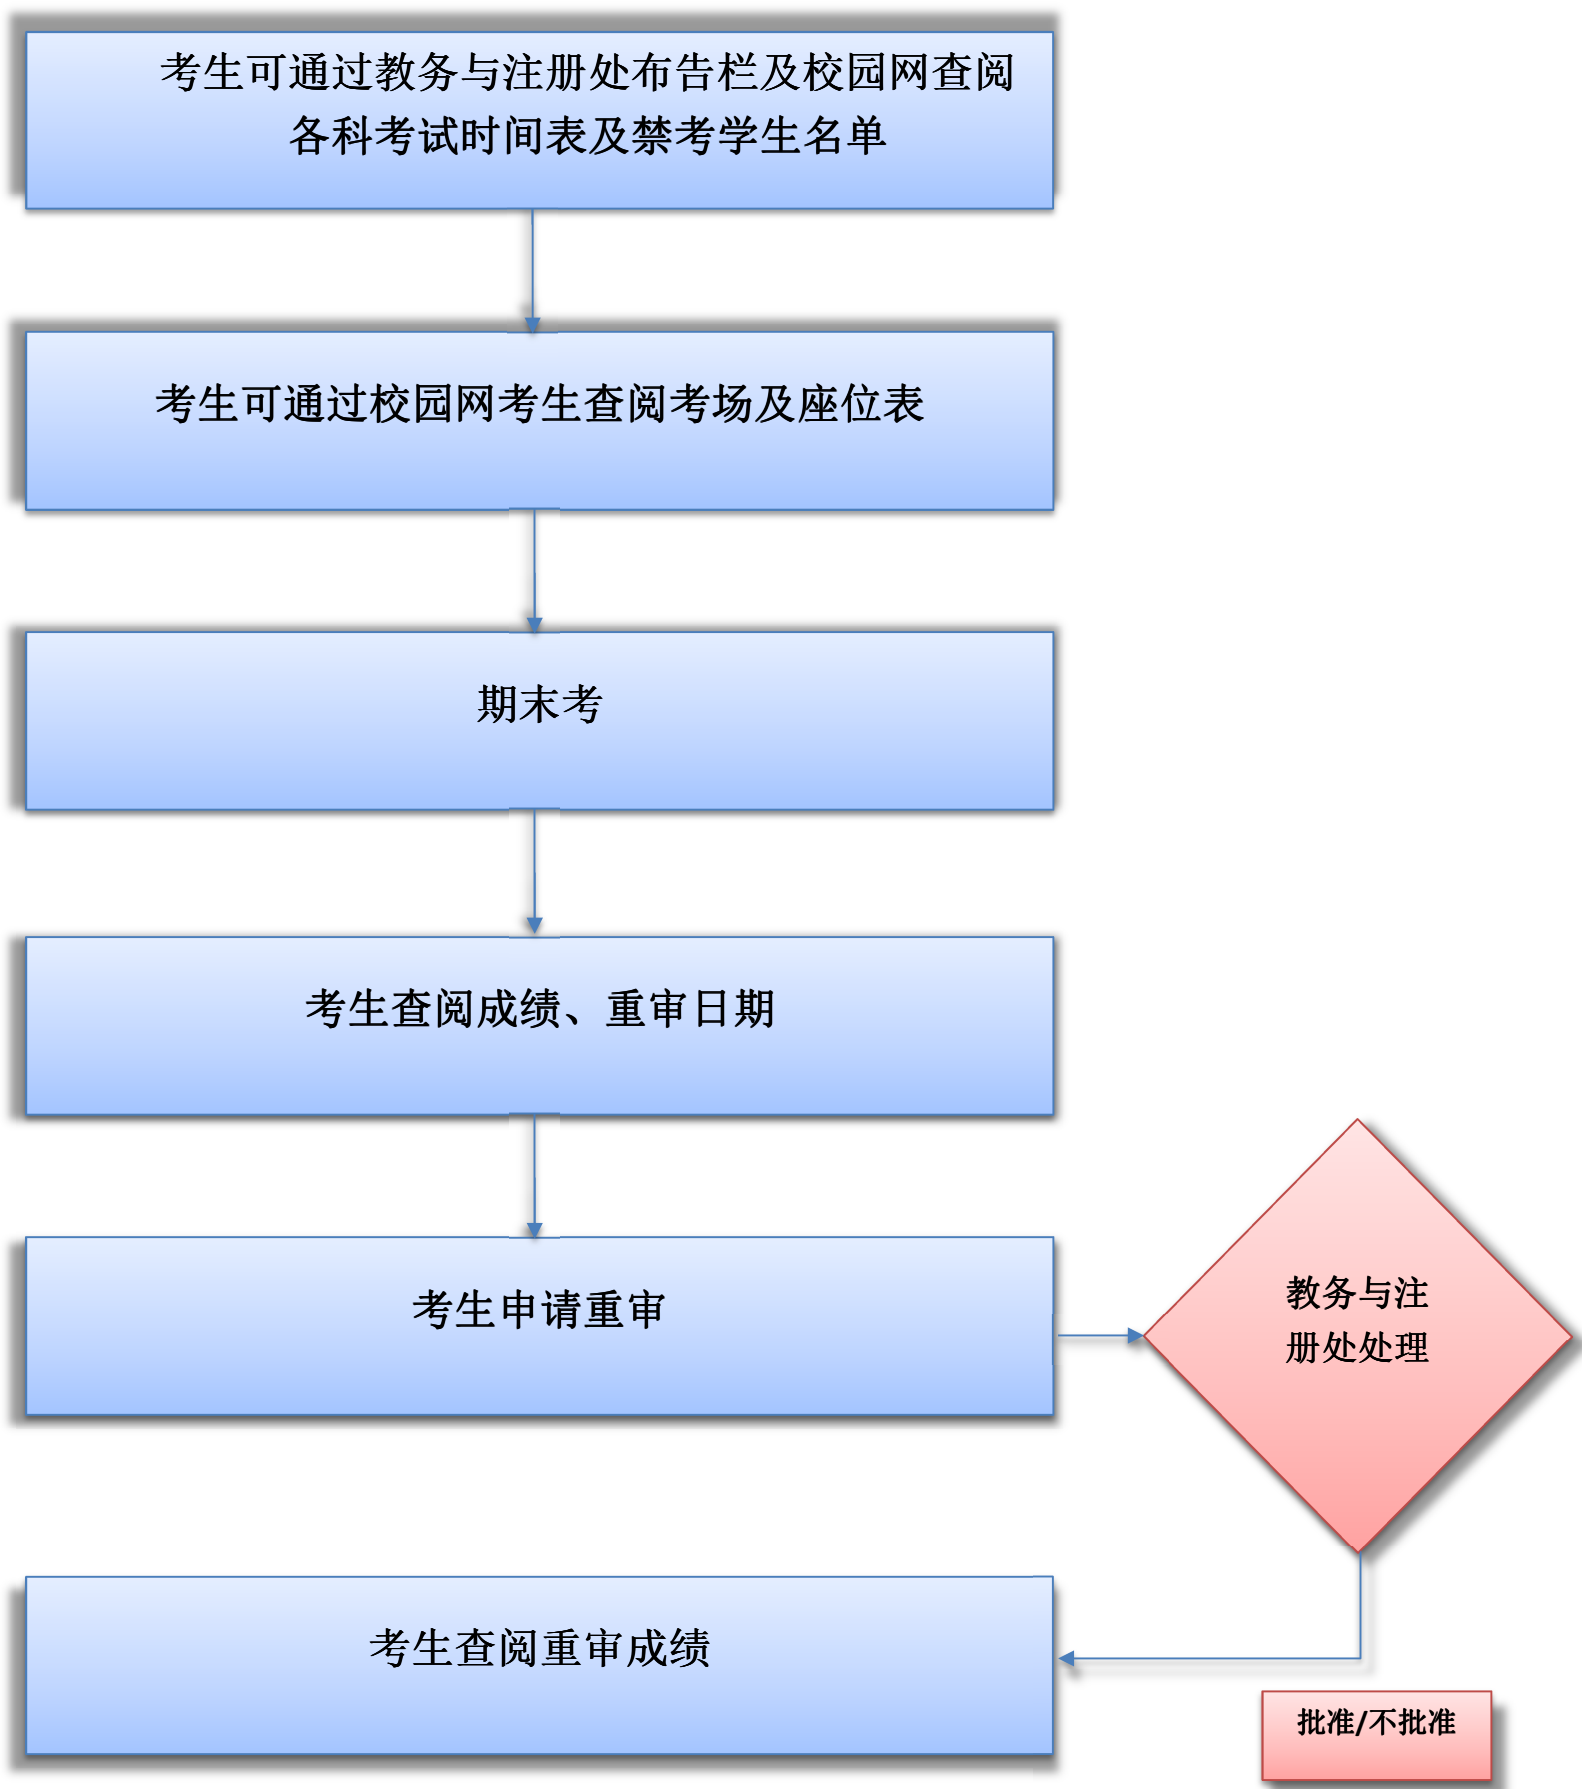 考生可通过教务与注册处布告栏及校园网查阅
各科考试时间表及禁考学生名单
考生可通过校园网考生查阅考场及座位表
期末考
考生查阅成绩、重审日期
考生申请重审
教务与注
册处处理
考生查阅重审成绩
批准/不批准